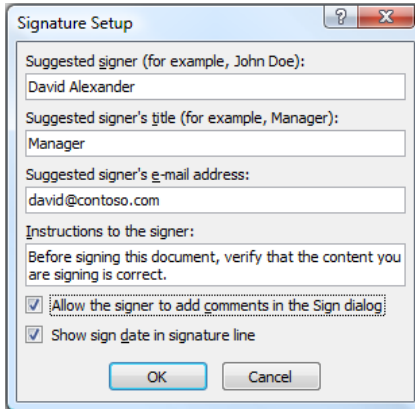 Signature Setup
Suggested signer (for example, John Doe):
David Alexander
Suggested signer's title (for example, Manager):
Manager
Suggested signer's e-mail address:
david@contoso.com
Instructions to the signer:
Before signing this document, verify that the content you
are signing is correct.
Allow the signer to add comments in the Sign dialog
Show sign date in signature line
OK Cancel